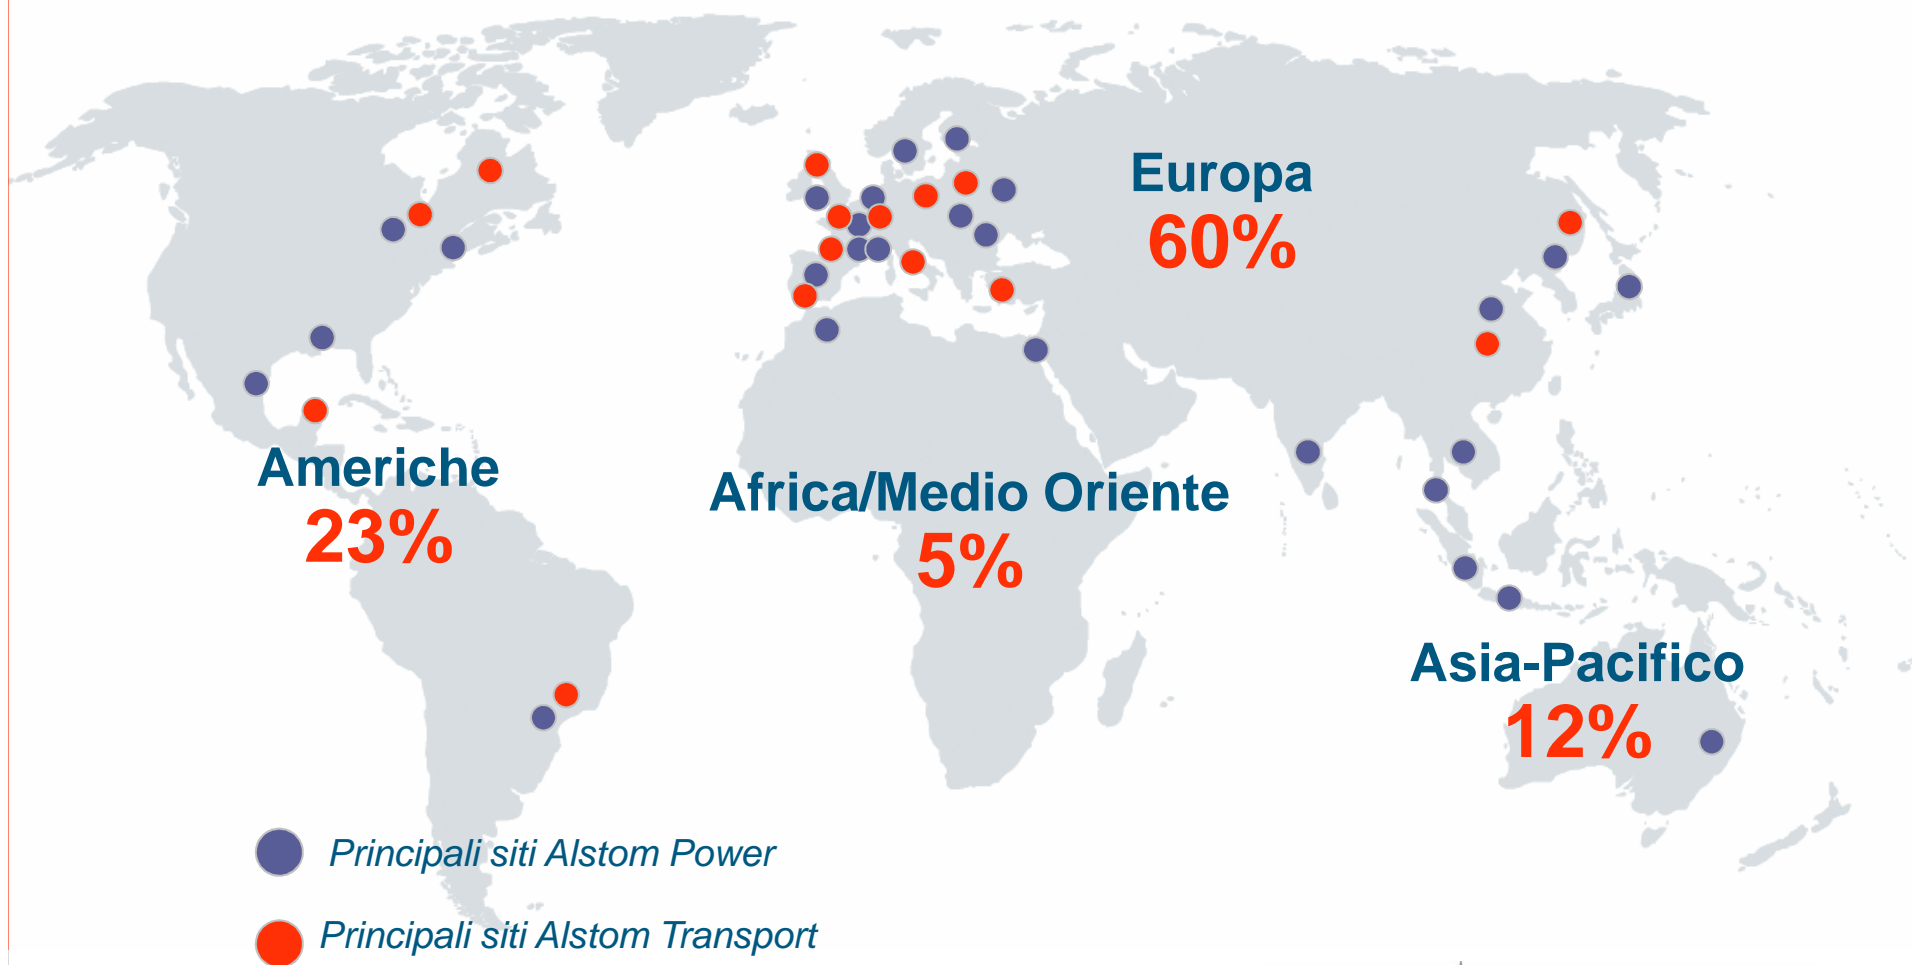 Europa
60%
Americhe
23%
Africa/Medio Oriente
5%
Asia-Pacifico
12%
Principali siti Alstom Power
Principali siti Alstom Transport